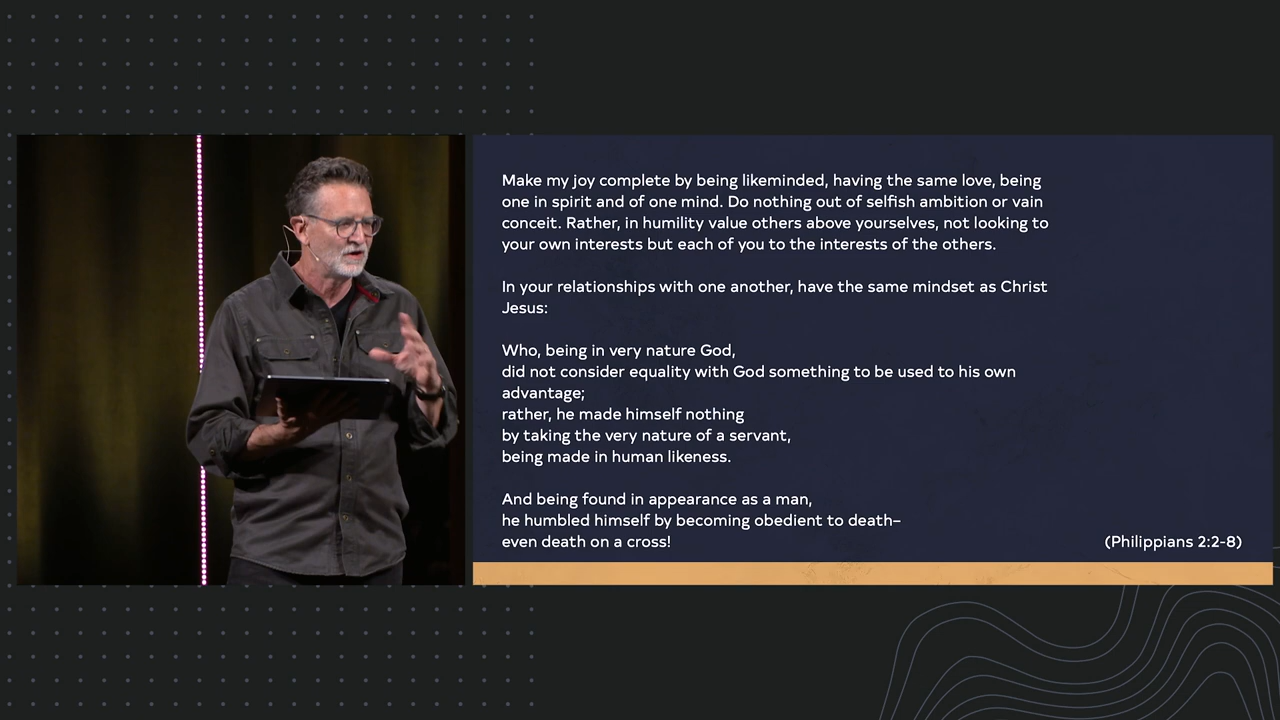 Make my joy complete by being likeminded, having the same love, being
one in spirit and of one mind. Do nothing out of selfish ambition or vain
conceit. Rather, in humility value others above yourselves, not looking to
your own interests but each of you to the interests of the others.
In your relationships with one another, have the same mindset as Christ
Jesus:
Who, being in very nature God,
did not consider equality with God something to be used to his own
advantage;
rather, he made himself nothing
by taking the very nature of a servant,
being made in human likeness.
And being found in appearance as a man,
he humbled himself by becoming obedient to death–
even death on a cross!
(Philippians 2:2-8)